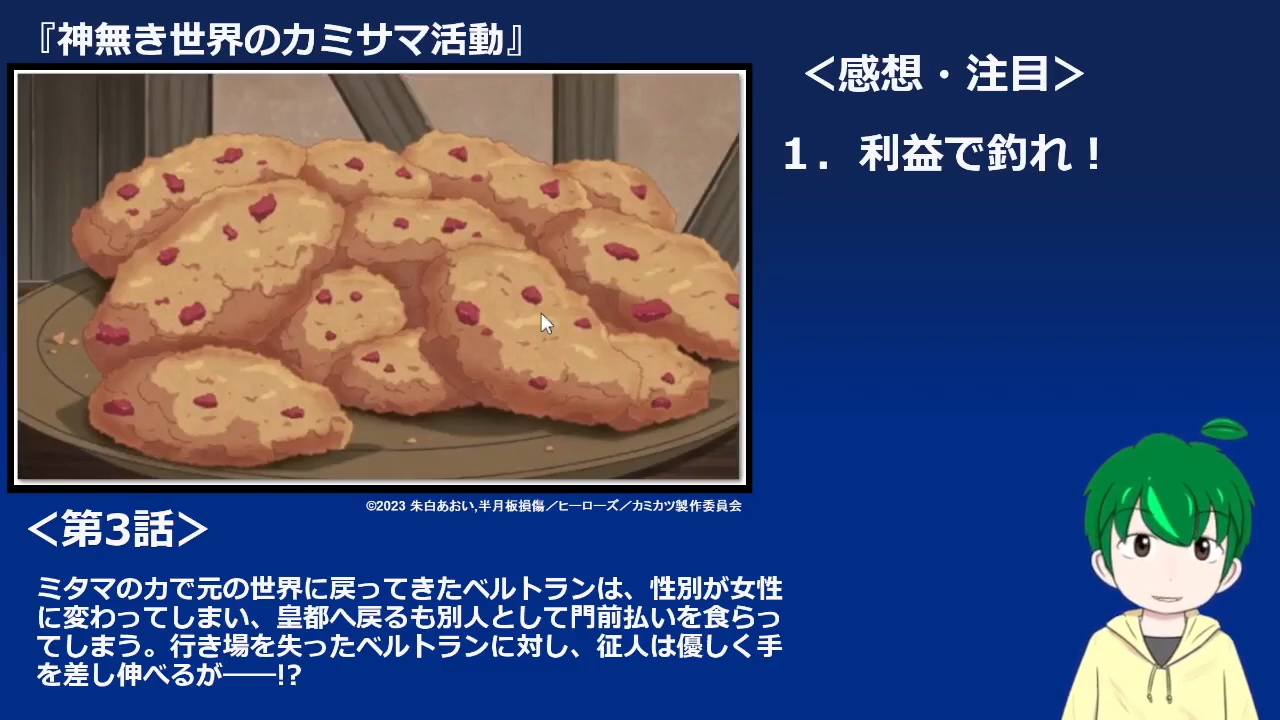 『神無き世界のカミサマ活動』
＜感想・注目＞
１．利益で釣れ！
©2023 朱白あおい,半月板損傷／ヒーローズ／カミカツ製作委員会
＜第3話＞
ミタマの力で元の世界に戻ってきたベルトランは、性別が女性
に変わってしまい、皇都へ戻るも別人として門前払いを食らっ
てしまう。行き場を失ったベルトランに対し、征人は優しく手
を差し伸べるが――!?